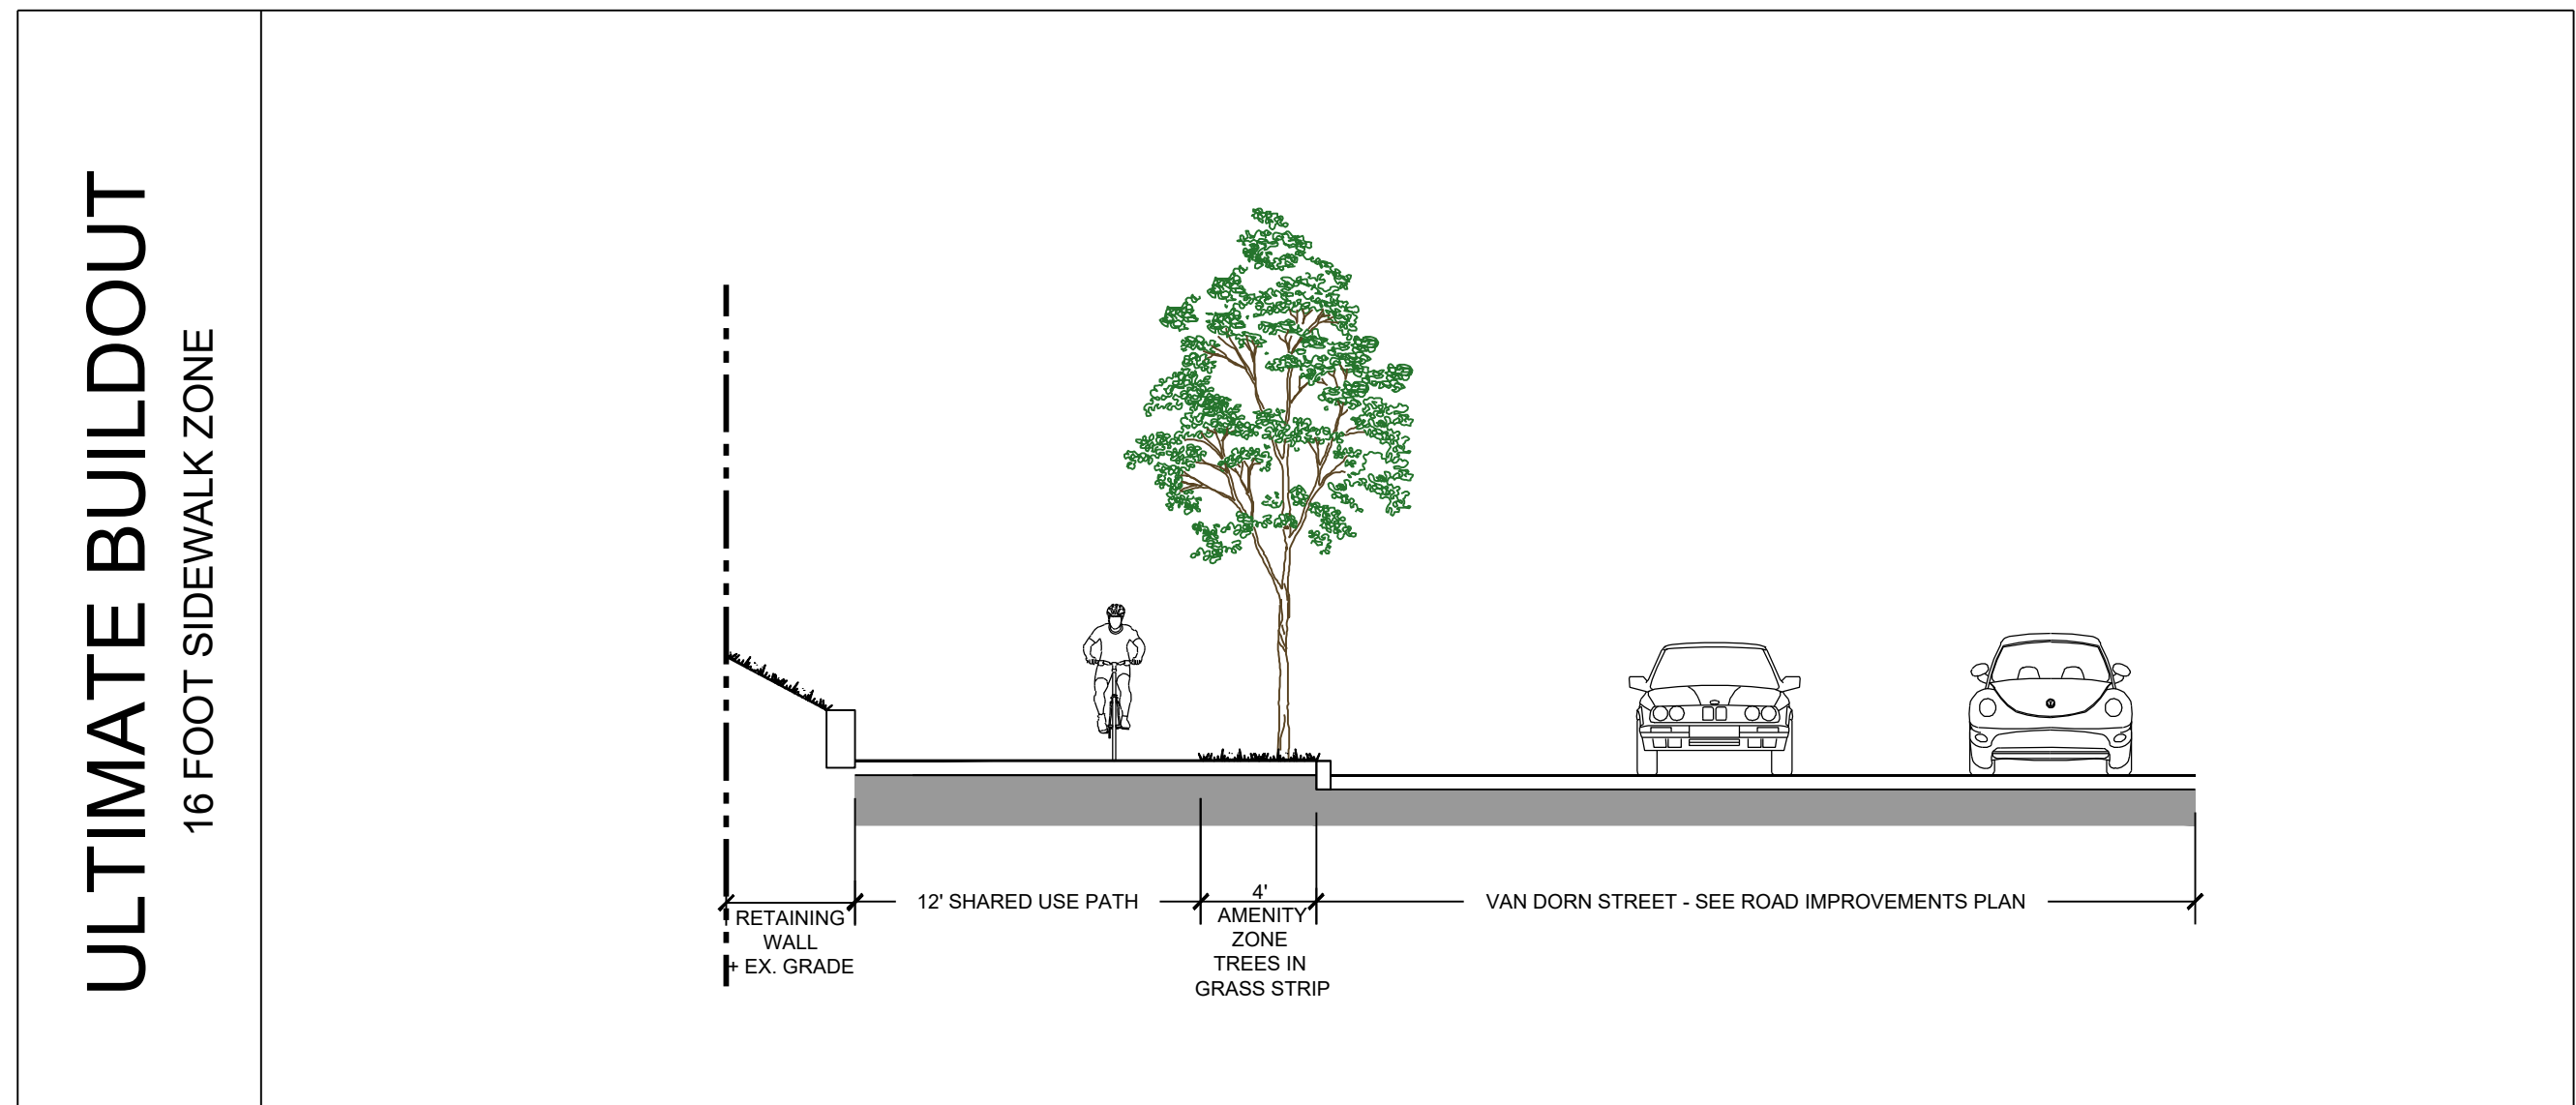 ULTIMATE BUILDOUT
16 FOOT SIDEWALK ZONE
RETAINING
WALL
+ EX. GRADE
12' SHARED USE PATH
4'
AMENITY
ZONE
TREES IN
GRASS STRIP
VAN DORN STREET - SEE ROAD IMPROVEMENTS PLAN